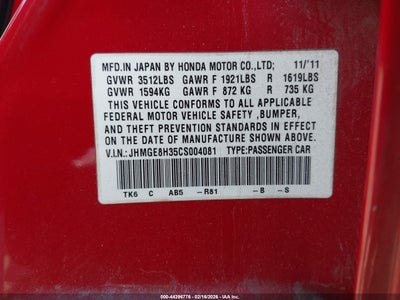 MFD.IN JAPAN BY HONDA MOTOR CO.,LTD; 11/'11
GVWR 3512LBS GAWR F 1921LBS R 1619LBS
GVWR 1594KG GAWR F 872 KG R 735 KG
THIS VEHICLE CONFORMS TO ALL APPLICABLE
FEDERAL MOTOR VEHICLE SAFETY ,BUMPER,
AND THEFT PREVENTION STANDARDS IN EFFECT
ON THE DATE OF MANUFACTURE SHOWN ABOVE.
V.I.N.: JHMGE8H35CS004081 TYPE:PASSENGER CAR
TK6 C AB5 -R81 -B -S
000-44396776 - 02/16/2026 - IAA, Inc.